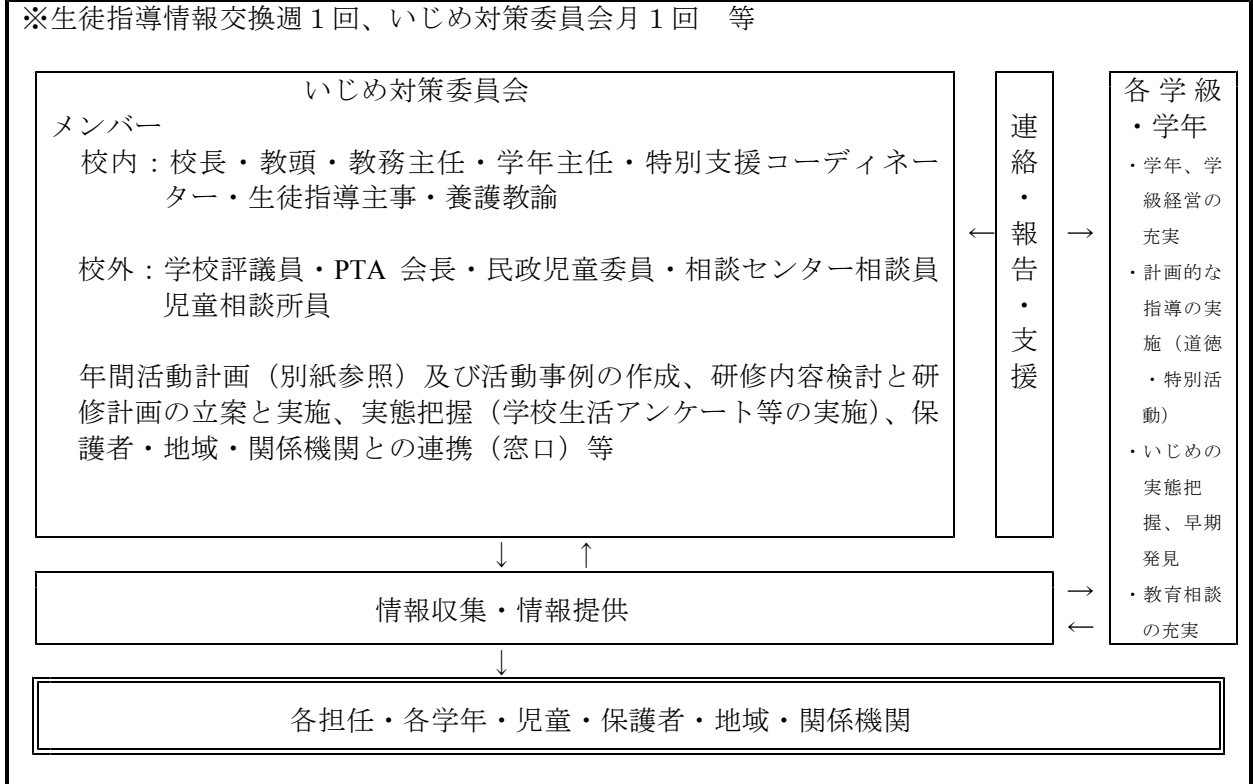 ※生徒指導情報交換週１回、いじめ対策委員会月１回　等
いじめ対策委員会
メンバー
校内：校長・教頭・教務主任・学年主任・特別支援コーディネー
ター・生徒指導主事・養護教諭
校外：学校評議員・PTA 会長・民政児童委員・相談センター相談員
児童相談所員
年間活動計画（別紙参照）及び活動事例の作成、研修内容検討と研
修計画の立案と実施、実態把握（学校生活アンケート等の実施）、保
護者・地域・関係機関との連携（窓口）等
←
連絡・報告・支援
→
各学級
・学年
・学年、学
級経営の
充実
・計画的な
指導の実
施（道徳
・特別活
動）
・いじめの
実態把
握、早期
発見
・教育相談
の充実
↓　↑
情報収集・情報提供
→
←
↓
各担任・各学年・児童・保護者・地域・関係機関